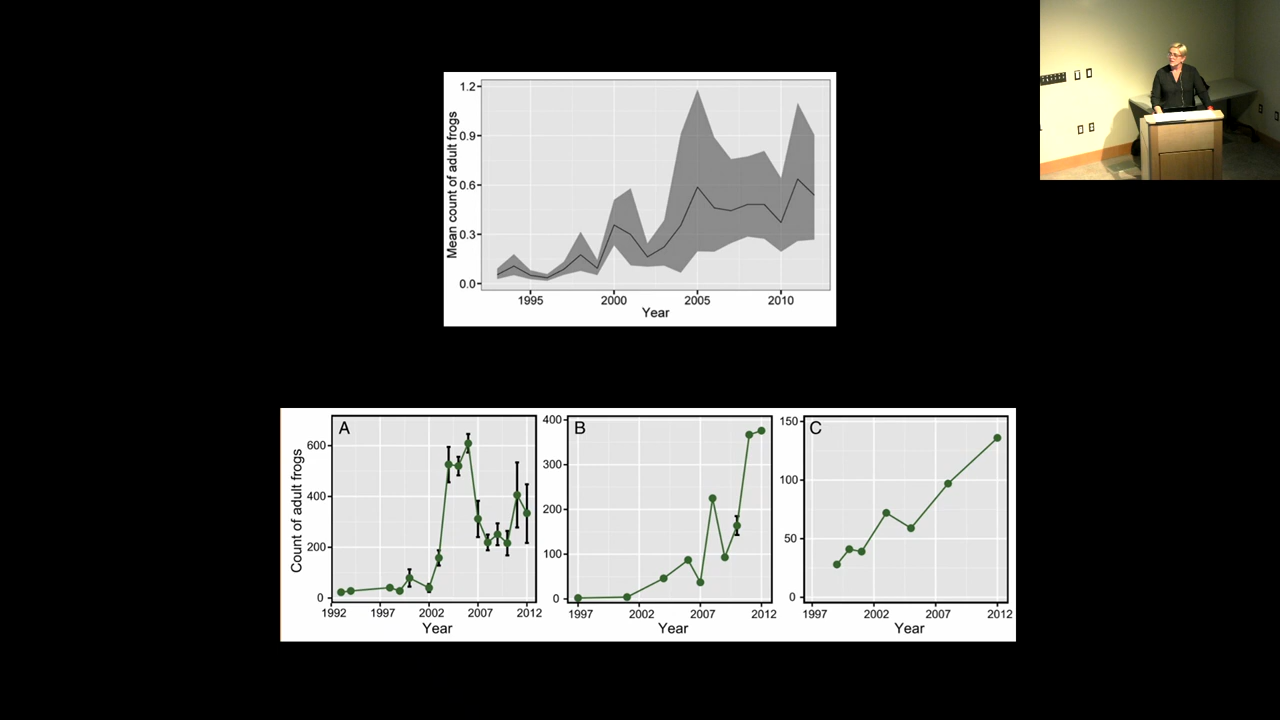 1.2
0.9
0.6
0.3
0.0
Mean count of adult frogs
1995 2000 2005 2010
Year
A
600
400
200
0
Count of adult frogs
1992 1997 2002 2007 2012
Year
B
400
300
200
100
0
1997 2002 2007 2012
Year
C
150
100
50
0
1997 2002 2007 2012
Year